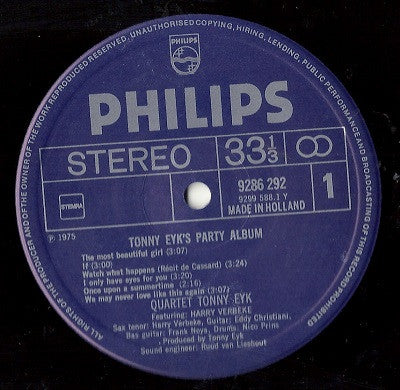 ALL RIGHTS OF THE PRODUCER AND OF THE OWNER OF THE WORK REPRODUCED RESERVED. UNAUTHORISED COPYING, HIRING, LENDING, PUBLIC PERFORMANCE AND BROADCASTING OF THIS RECORD PROHIBITED
PHILIPS
PHILIPS
STEREO 33 1/3
STEMRA
9286 292
9299 588.1 Y
MADE IN HOLLAND
1
℗ 1975
TONNY EYK'S PARTY ALBUM
The most beautiful girl (3:07)
If (3:00)
Watch what happens (Récit de Cassard) (3:24)
I only have eyes for you (3:20)
Once upon a summertime (2:16)
We may never love like this again (3:07)
QUARTET TONNY EYK
Featuring: HARRY VERBEKE
Sax tenor: Harry Verbeke, Guitar: Eddy Christiani,
Bas guitar: Frank Noya, Drums: Nico Prins
Produced by Tonny Eyk
Sound engineer: Ruud van Lieshout